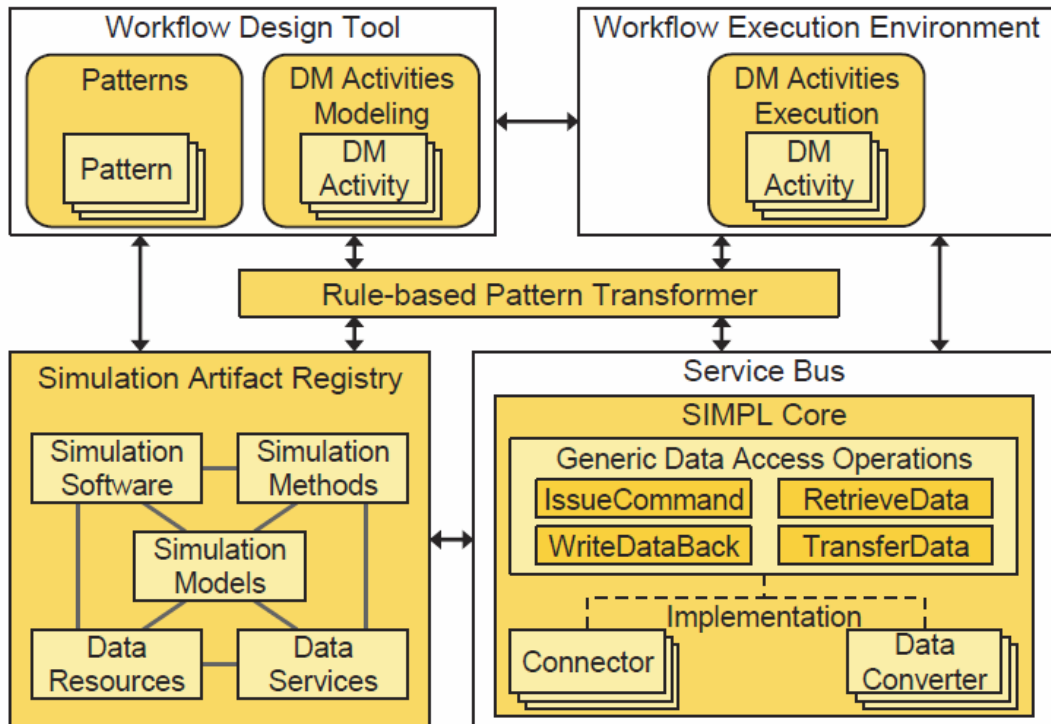 Workflow Design Tool
Patterns
Pattern
DM Activities
Modeling
DM
Activity
Workflow Execution Environment
DM Activities
Execution
DM
Activity
Rule-based Pattern Transformer
Simulation Artifact Registry
Simulation
Software
Simulation
Methods
Simulation
Models
Data
Resources
Data
Services
Service Bus
SIMPL Core
Generic Data Access Operations
IssueCommand
RetrieveData
WriteDataBack
TransferData
Implementation
Connector
Data
Converter